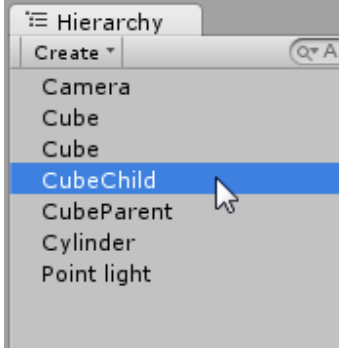 Hierarchy
Create A
Camera
Cube
Cube
CubeChild
CubeParent
Cylinder
Point light